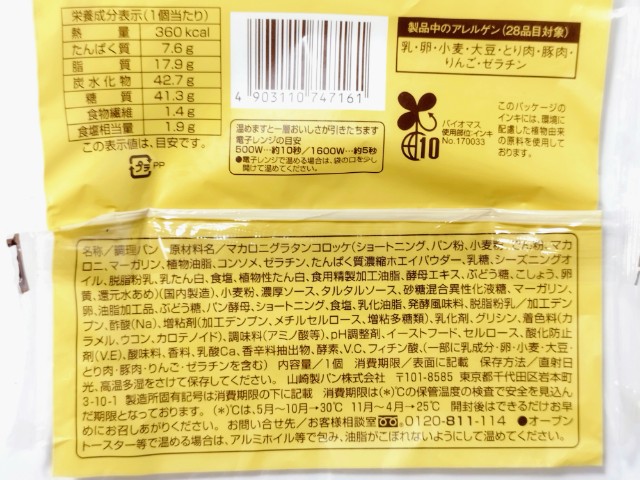 栄養成分表示(1個当たり)
熱量 360kcal
たんぱく質 7.6g
脂質 17.9g
炭水化物 42.7g
糖質 41.3g
食物繊維 1.4g
食塩相当量 1.9g
この表示値は、目安です。
プラ PP
4 903110 747161
温めますと一層おいしさが引きたちます
電子レンジの目安
500W…約10秒/1600W…約5秒
●電子レンジで温める場合は、袋の口を少し
開けて温めてください。
製品中のアレルゲン(28品目対象)
乳・卵・小麦・大豆・とり肉・豚肉・
りんご・ゼラチン
10
バイオマス
使用部位:インキ
No.170033
このパッケージの
インキには、環境に
配慮した植物由来
の原料を使用して
おります。
名称/調理パン 原材料名/マカロニグラタンコロッケ(ショートニング、パン粉、小麦粉、でん粉、マカ
ロニ、マーガリン、植物油脂、コンソメ、ゼラチン、たんぱく質濃縮ホエイパウダー、乳糖、シーズニングオ
イル、脱脂粉乳、乳たん白、食塩、植物性たん白、食用精製加工油脂、酵母エキス、ぶどう糖、こしょう、卵
黄、還元水あめ)(国内製造)、小麦粉、濃厚ソース、タルタルソース、砂糖混合異性化液糖、マーガリン、
卵、油脂加工品、ぶどう糖、パン酵母、ショートニング、食塩、乳化油脂、発酵風味料、脱脂粉乳/加工デン
プン、酢酸(Na)、増粘剤(加工デンプン、メチルセルロース、増粘多糖類)、乳化剤、グリシン、着色料(カ
ラメル、ウコン、カロテノイド)、調味料(アミノ酸等)、pH調整剤、イーストフード、セルロース、酸化防止
剤(V.E)、酸味料、香料、乳酸Ca、香辛料抽出物、酵素、V.C、フィチン酸、(一部に乳成分・卵・小麦・大豆・
とり肉・豚肉・りんご・ゼラチンを含む) 内容量/1個 消費期限/表面に記載 保存方法/直射日
光、高温多湿をさけて保存してください。 山崎製パン株式会社 〒101-8585 東京都千代田区岩本町
3-10-1 製造所固有記号は消費期限の下に記載 消費期限は(*)℃の保管温度の検査で安全を見込ん
だ期限となっております。 (*)℃は、5月~10月→30℃ 11月~4月→25℃ 開封後はできるだけお早
めにお召しあがりください。 お問い合せ先/お客様相談室 0120-811-114 ●オーブン
トースター等で温める場合は、アルミホイル等で包み、油脂がこぼれないようにして温めてください。